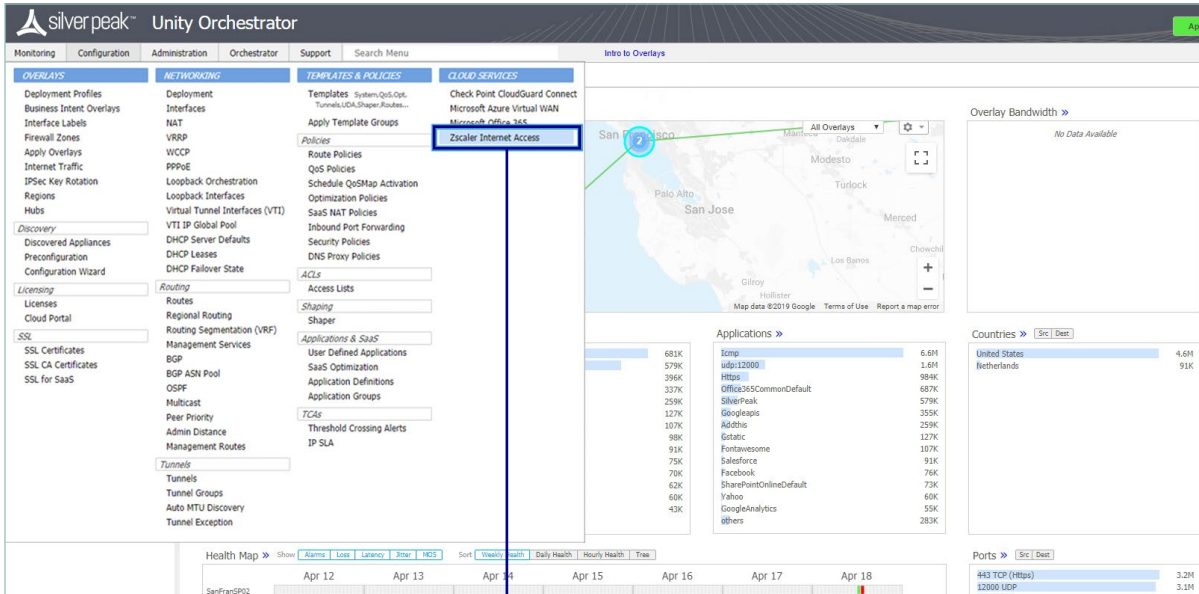 silver peak™ Unity Orchestrator
Ap
Monitoring Configuration Administration Orchestrator Support Search Menu Intro to Overlays
OVERLAYS
Deployment Profiles
Business Intent Overlays
Interface Labels
Firewall Zones
Apply Overlays
Internet Traffic
IPSec Key Rotation
Regions
Hubs
Discovery
Discovered Appliances
Preconfiguration
Configuration Wizard
Licensing
Licenses
Cloud Portal
SSL
SSL Certificates
SSL CA Certificates
SSL for SaaS
NETWORKING
Deployment
Interfaces
NAT
VRRP
WCCP
PPPoE
Loopback Orchestration
Loopback Interfaces
Virtual Tunnel Interfaces (VTI)
VTI IP Global Pool
DHCP Server Defaults
DHCP Leases
DHCP Failover State
Routing
Routes
Regional Routing
Routing Segmentation (VRF)
Management Services
BGP
BGP ASN Pool
OSPF
Multicast
Peer Priority
Admin Distance
Management Routes
Tunnels
Tunnels
Tunnel Groups
Auto MTU Discovery
Tunnel Exception
TEMPLATES & POLICIES
Templates System,QoS,Opt.
Tunnels,UDA,Shaper,Routes...
Apply Template Groups
Policies
Route Policies
QoS Policies
Schedule QoSMap Activation
Optimization Policies
SaaS NAT Policies
Inbound Port Forwarding
Security Policies
DNS Proxy Policies
ACLs
Access Lists
Shaping
Shaper
Applications & SaaS
User Defined Applications
SaaS Optimization
Application Definitions
Application Groups
TCAs
Threshold Crossing Alerts
IP SLA
CLOUD SERVICES
Check Point CloudGuard Connect
Microsoft Azure Virtual WAN
Microsoft Office 365
Zscaler Internet Access
All Overlays
San Francisco
2
Manteca
Oakdale
Modesto
Turlock
Palo Alto
San Jose
Merced
Chowchil
Los Banos
Gilroy
Hollister
+
−
Map data ©2019 Google Terms of Use Report a map error
Overlay Bandwidth »
No Data Available
681K
579K
396K
337K
259K
127K
107K
98K
91K
75K
70K
62K
60K
43K
Applications »
Icmp 6.6M
udp:12000 1.6M
Https 984K
Office365CommonDefault 687K
SilverPeak 579K
Googleapis 355K
Addthis 259K
Gstatic 127K
Fontawesome 107K
Salesforce 91K
Facebook 76K
SharePointOnlineDefault 73K
Yahoo 60K
GoogleAnalytics 55K
others 283K
Countries » Src Dest
United States 4.6M
Netherlands 91K
Health Map » Show Alarms Loss Latency Jitter MOS Sort Weekly Health Daily Health Hourly Health Tree
Apr 12 Apr 13 Apr 14 Apr 15 Apr 16 Apr 17 Apr 18
SanFranSP02
Ports » Src Dest
443 TCP (Https) 3.2M
12000 UDP 3.1M